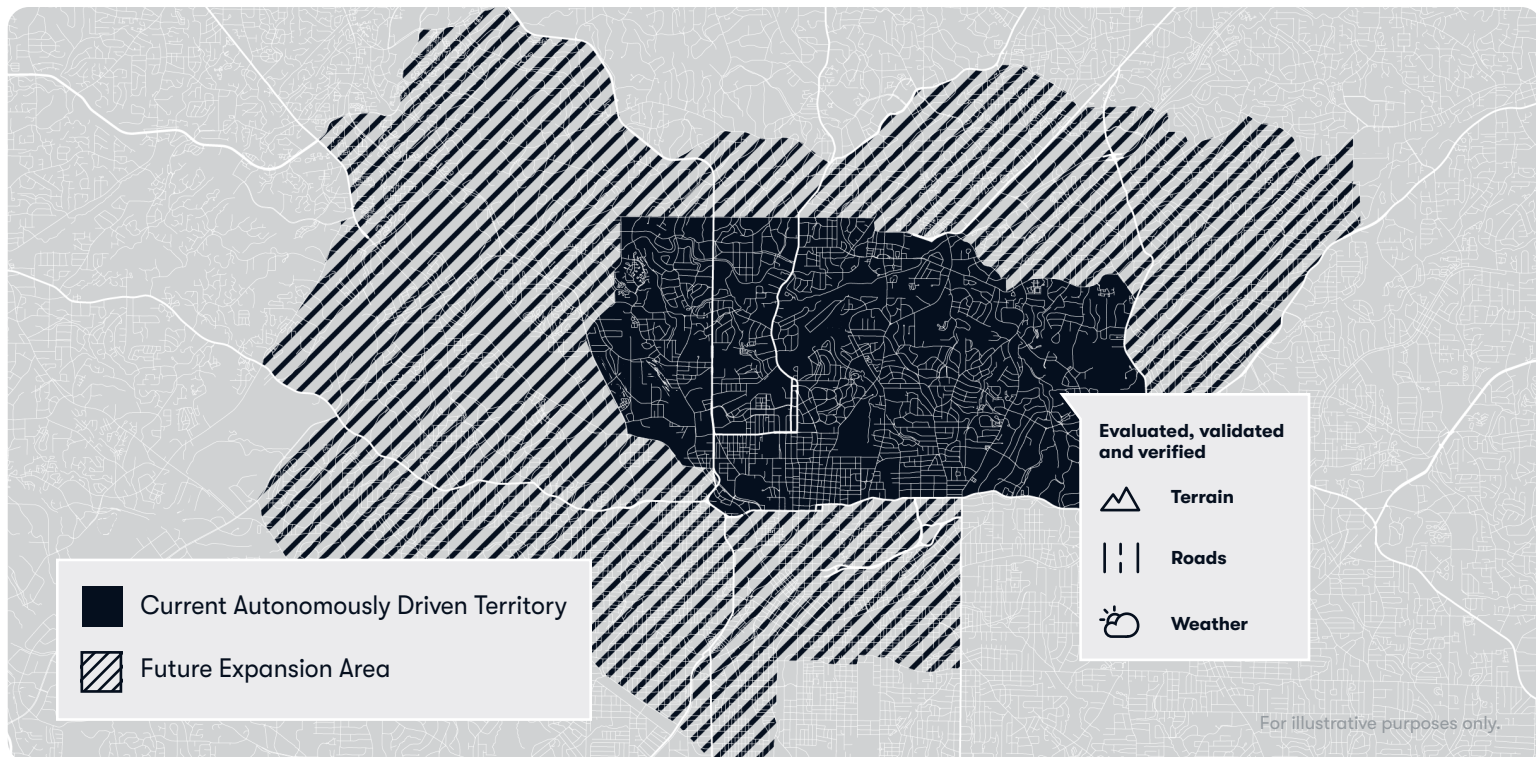 Evaluated, validated
and verified
Terrain
Roads
Weather
Current Autonomously Driven Territory
Future Expansion Area
For illustrative purposes only.